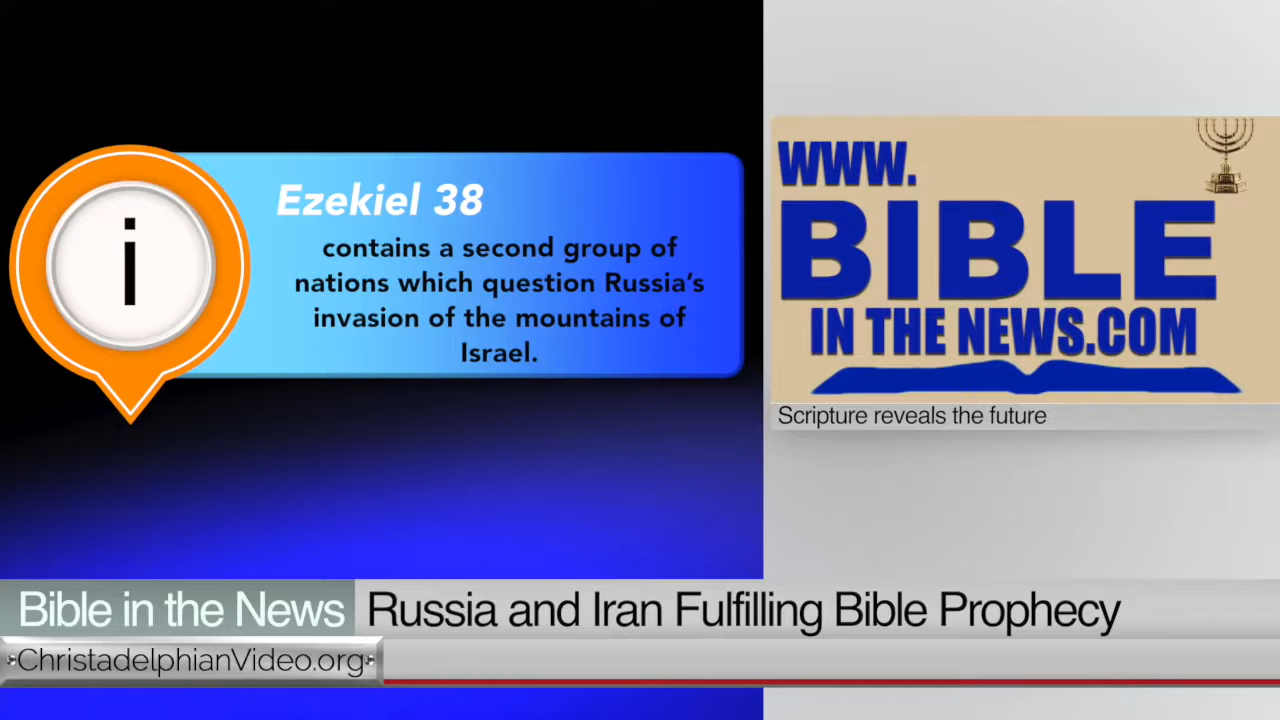 i
Ezekiel 38
contains a second group of
nations which question Russia’s
invasion of the mountains of
Israel.
WWW.
BIBLE
IN THE NEWS.COM
Scripture reveals the future
Bible in the News
Russia and Iran Fulfilling Bible Prophecy
ChristadelphianVideo.org